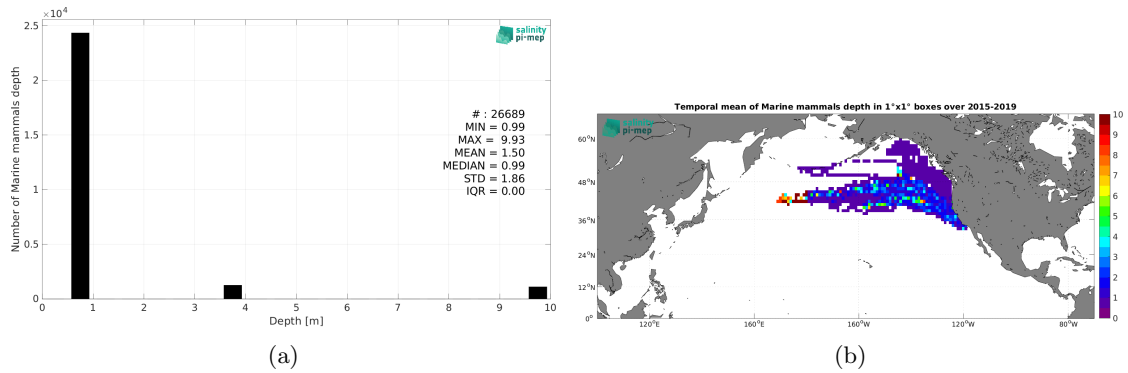 ×10⁴
2.5
2
1.5
1
0.5
0
Number of Marine mammals depth
salinity
pi-mep
# : 26689
MIN = 0.99
MAX = 9.93
MEAN = 1.50
MEDIAN = 0.99
STD = 1.86
IQR = 0.00
0 1 2 3 4 5 6 7 8 9 10
Depth [m]
(a)
Temporal mean of Marine mammals depth in 1°x1° boxes over 2015-2019
salinity
pi-mep
60°N
48°N
36°N
24°N
12°N
0°
120°E 160°E 160°W 120°W 80°W
10
9
8
7
6
5
4
3
2
1
0
(b)